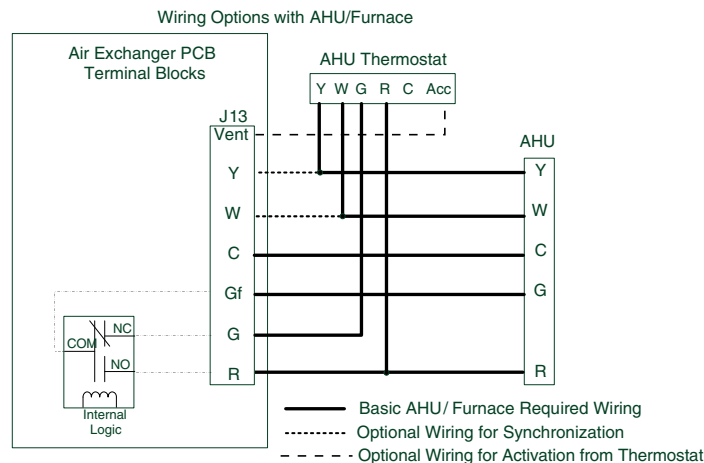 Wiring Options with AHU/Furnace
Air Exchanger PCB
Terminal Blocks
AHU Thermostat
Y W G R C Acc
J13
Vent
Y
W
C
Gf
G
R
AHU
Y
W
C
G
R
NC
COM
NO
Internal
Logic
Basic AHU/ Furnace Required Wiring
Optional Wiring for Synchronization
Optional Wiring for Activation from Thermostat